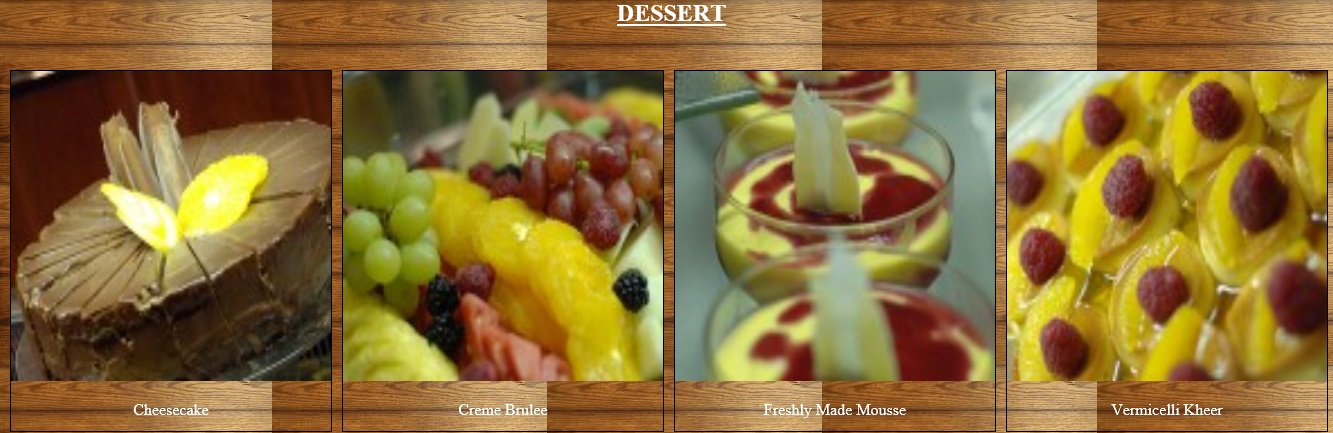 DESSERT
Cheesecake
Creme Brulee
Freshly Made Mousse
Vermicelli Kheer